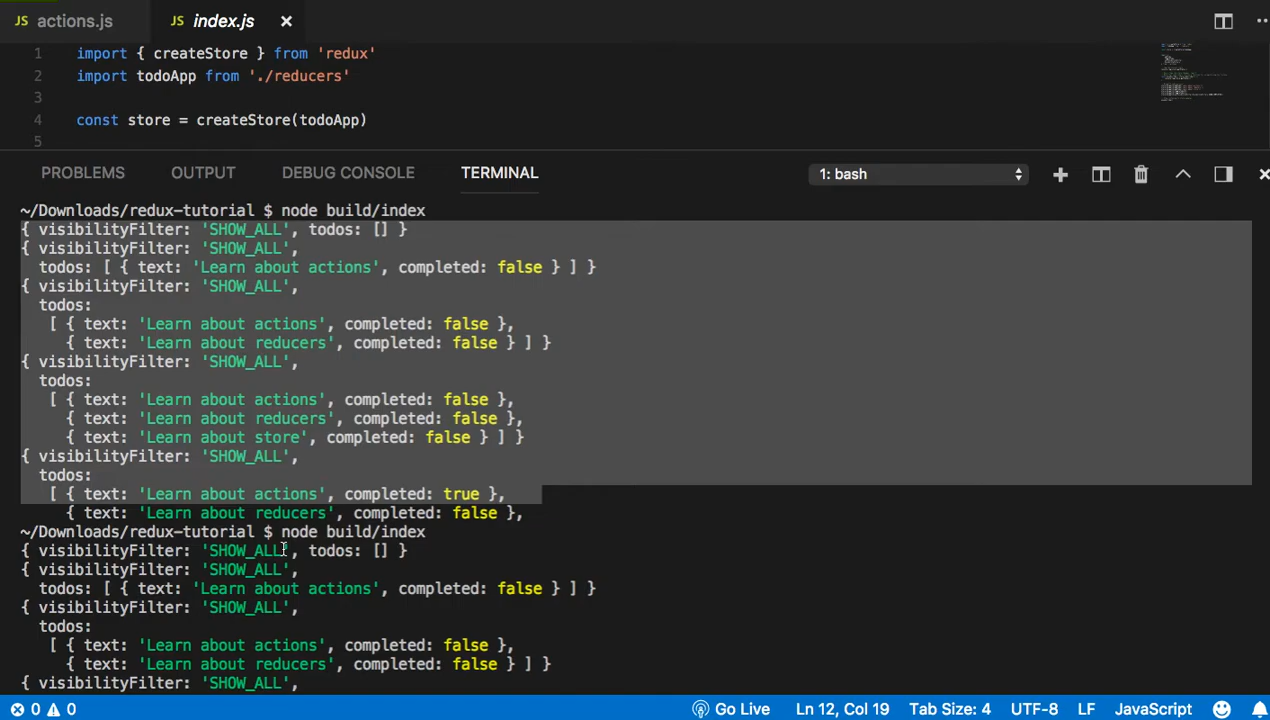 JS actions.js JS index.js
1 import { createStore } from 'redux'
2 import todoApp from './reducers'
3
4 const store = createStore(todoApp)
5
PROBLEMS OUTPUT DEBUG CONSOLE TERMINAL 1: bash
~/Downloads/redux-tutorial $ node build/index
{ visibilityFilter: 'SHOW_ALL', todos: [] }
{ visibilityFilter: 'SHOW_ALL',
todos: [ { text: 'Learn about actions', completed: false } ] }
{ visibilityFilter: 'SHOW_ALL',
todos:
[ { text: 'Learn about actions', completed: false },
{ text: 'Learn about reducers', completed: false } ] }
{ visibilityFilter: 'SHOW_ALL',
todos:
[ { text: 'Learn about actions', completed: false },
{ text: 'Learn about reducers', completed: false },
{ text: 'Learn about store', completed: false } ] }
{ visibilityFilter: 'SHOW_ALL',
todos:
[ { text: 'Learn about actions', completed: true },
{ text: 'Learn about reducers', completed: false },
~/Downloads/redux-tutorial $ node build/index
{ visibilityFilter: 'SHOW_ALL', todos: [] }
{ visibilityFilter: 'SHOW_ALL',
todos: [ { text: 'Learn about actions', completed: false } ] }
{ visibilityFilter: 'SHOW_ALL',
todos:
[ { text: 'Learn about actions', completed: false },
{ text: 'Learn about reducers', completed: false } ] }
{ visibilityFilter: 'SHOW_ALL',
0 0 Go Live Ln 12, Col 19 Tab Size: 4 UTF-8 LF JavaScript